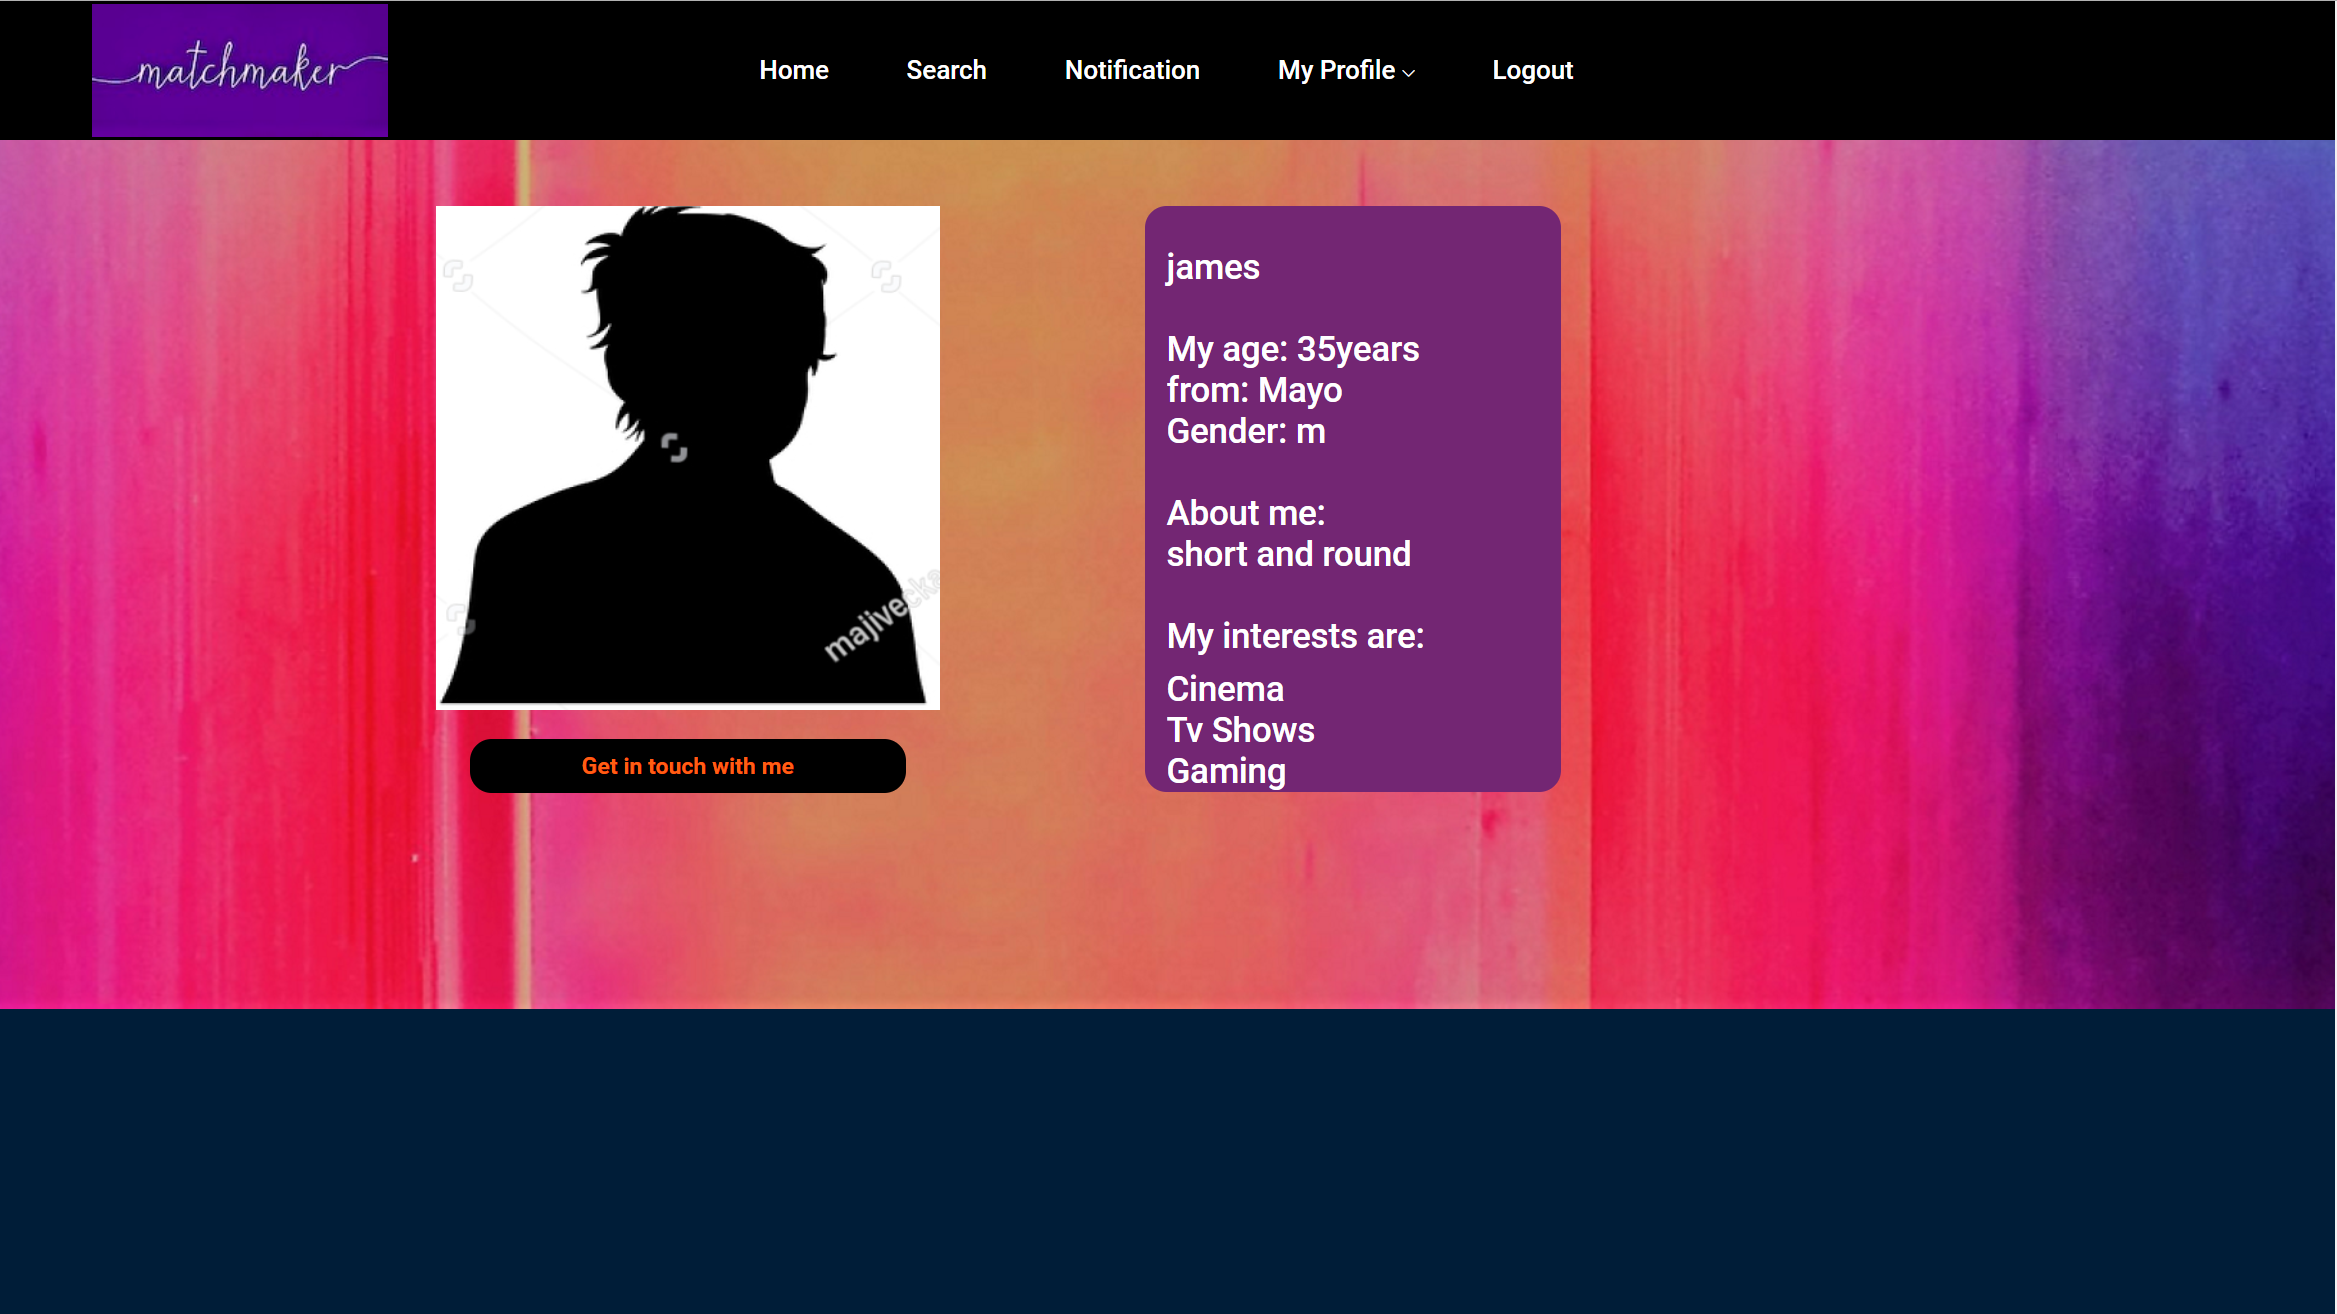 matchmaker
Home Search Notification My Profile Logout
james
My age: 35years
from: Mayo
Gender: m
About me:
short and round
My interests are:
Cinema
Tv Shows
Gaming
majivecka
Get in touch with me